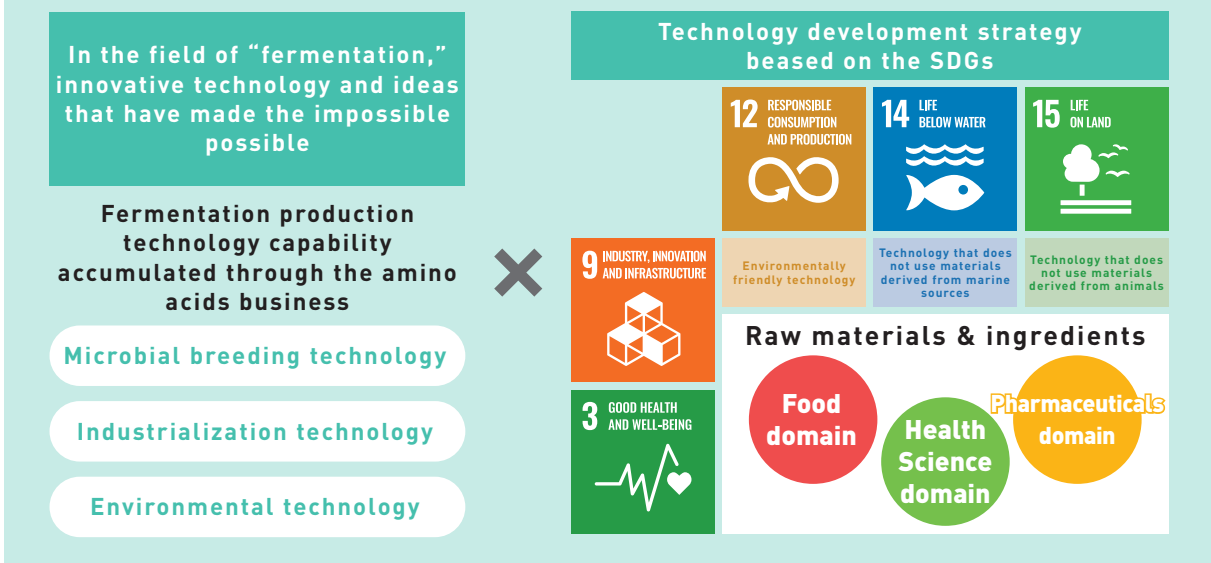 In the field of “fermentation,”
innovative technology and ideas
that have made the impossible
possible
Fermentation production
technology capability
accumulated through the amino
acids business
Microbial breeding technology
Industrialization technology
Environmental technology
Technology development strategy
beased on the SDGs
12 RESPONSIBLE
CONSUMPTION
AND PRODUCTION
14 LIFE
BELOW WATER
15 LIFE
ON LAND
9 INDUSTRY, INNOVATION
AND INFRASTRUCTURE
Environmentally
friendly technology
Technology that does
not use materials
derived from marine
sources
Technology that does
not use materials
derived from animals
3 GOOD HEALTH
AND WELL-BEING
Raw materials & ingredients
Food
domain
Health
Science
domain
Pharmaceuticals
domain